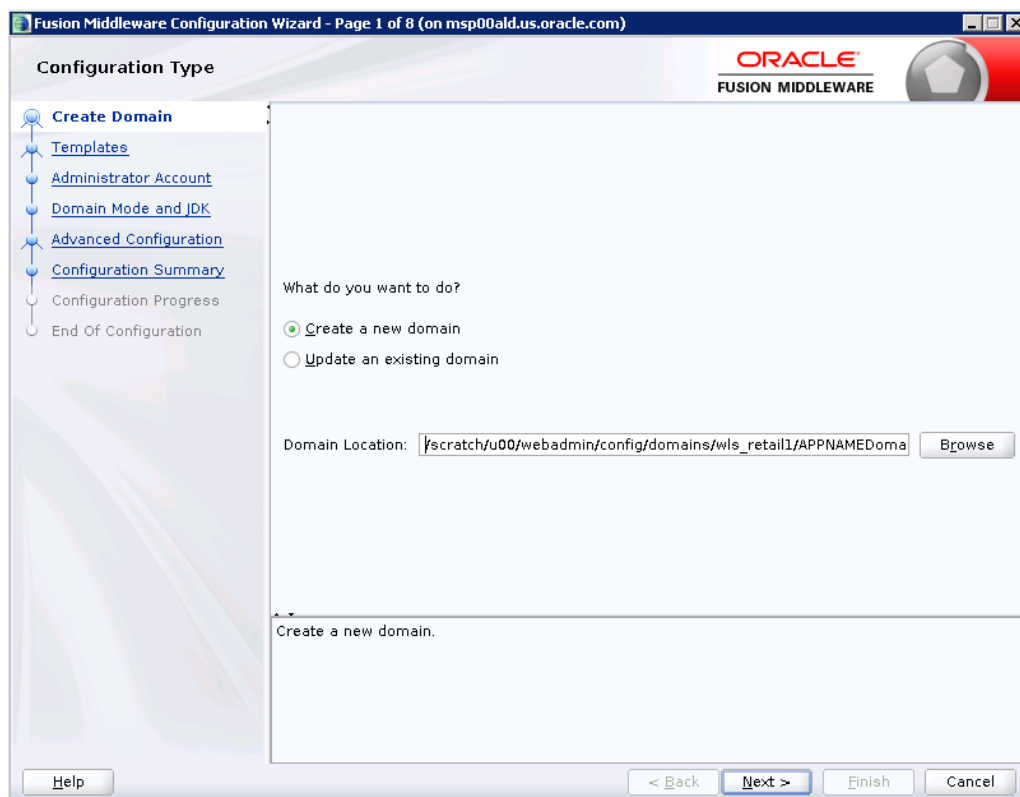 Fusion Middleware Configuration Wizard - Page 1 of 8 (on msp00ald.us.oracle.com)
Configuration Type
ORACLE
FUSION MIDDLEWARE
Create Domain
Templates
Administrator Account
Domain Mode and JDK
Advanced Configuration
Configuration Summary
Configuration Progress
End Of Configuration
What do you want to do?
Create a new domain
Update an existing domain
Domain Location: /scratch/u00/webadmin/config/domains/wls_retail1/APPNAMEDoma Browse
Create a new domain.
Help < Back Next > Finish Cancel